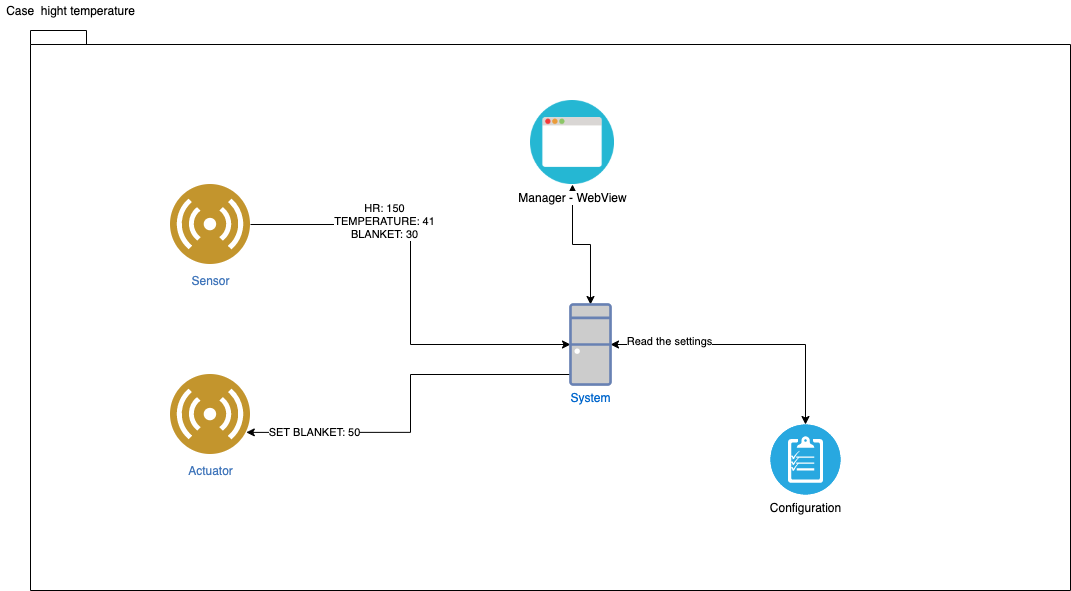 Case  hight temperature
Manager - WebView
HR: 150
TEMPERATURE: 41
BLANKET: 30
Sensor
Read the settings
System
SET BLANKET: 50
Actuator
Configuration